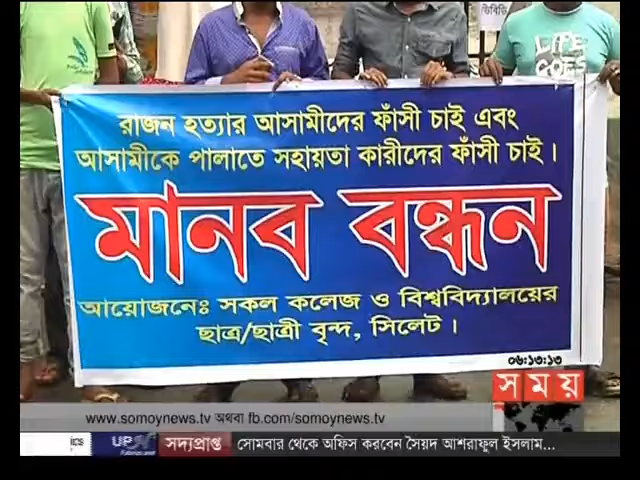 LIFE
GOES
রাজন হত্যার আসামীদের ফাঁসী চাই এবং
আসামীকে পালাতে সহায়তা কারীদের ফাঁসী চাই।
মানব বন্ধন
আয়োজনেঃ সকল কলেজ ও বিশ্ববিদ্যালয়ের
ছাত্র/ছাত্রী বৃন্দ, সিলেট।
০৬:১৩:১৩
সময়
www.somoynews.tv অথবা fb.com/somoynews.tv
সদ্যপ্রাপ্ত সোমবার থেকে অফিস করবেন সৈয়দ আশরাফুল ইসলাম...